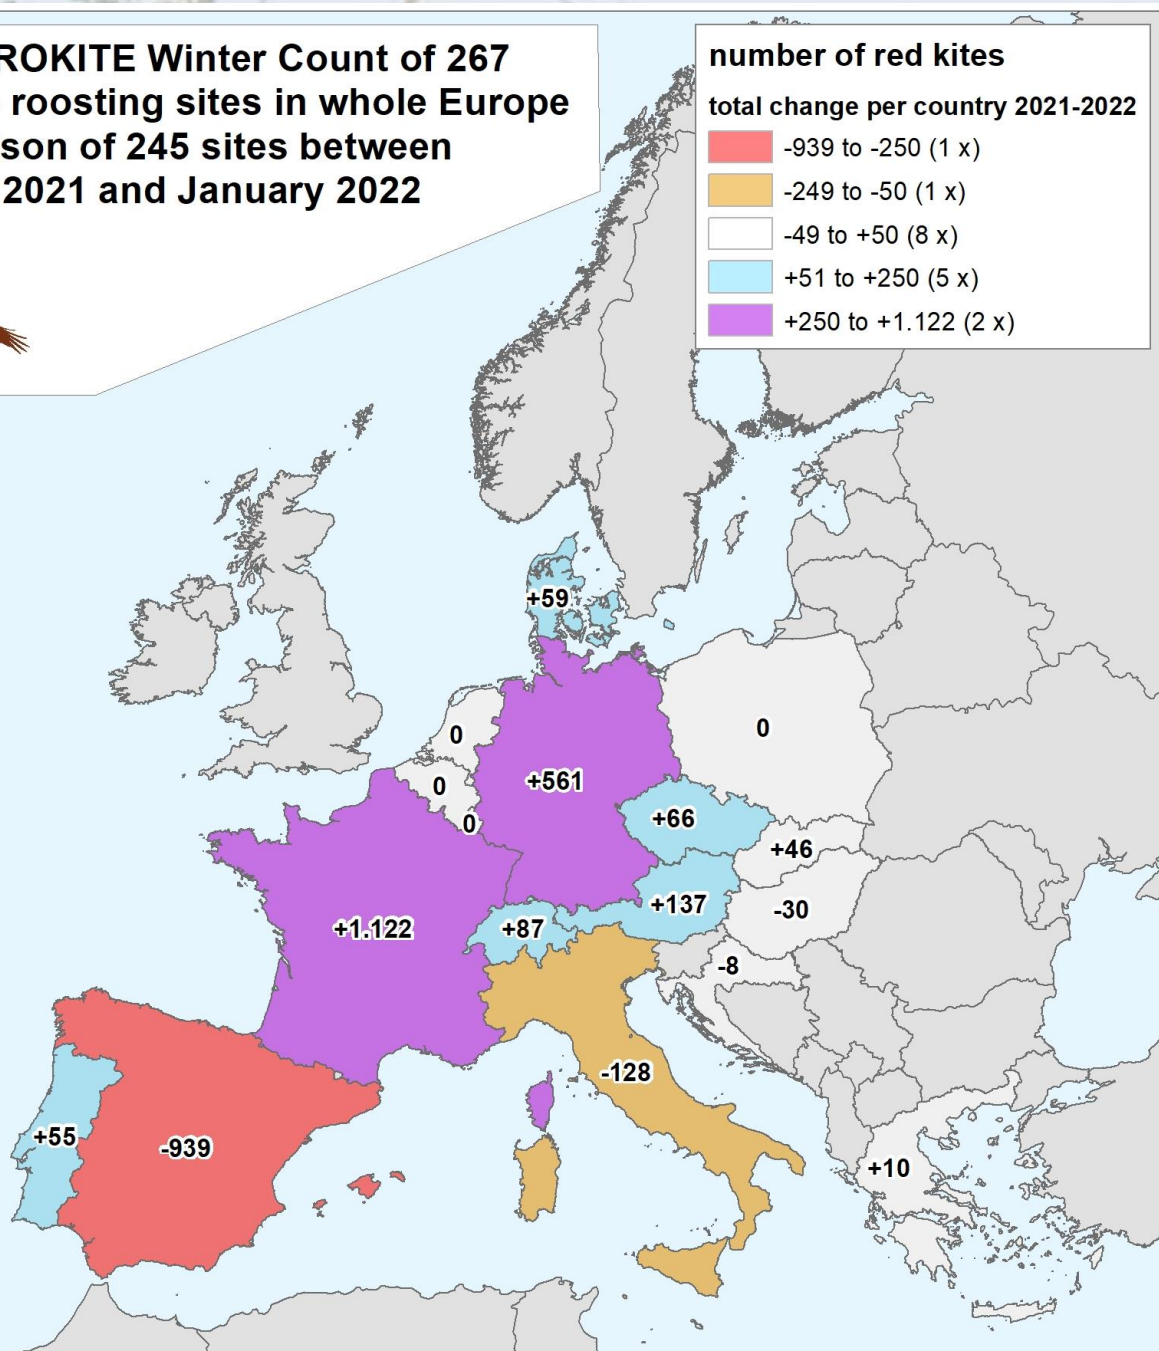 ROKITE Winter Count of 267
roosting sites in whole Europe
son of 245 sites between
2021 and January 2022
number of red kites
total change per country 2021-2022
-939 to -250 (1 x)
-249 to -50 (1 x)
-49 to +50 (8 x)
+51 to +250 (5 x)
+250 to +1.122 (2 x)
+59
0
0
+561
0
0
+66
+46
+137
-30
+87
+1.122
-8
-128
+55
-939
+10